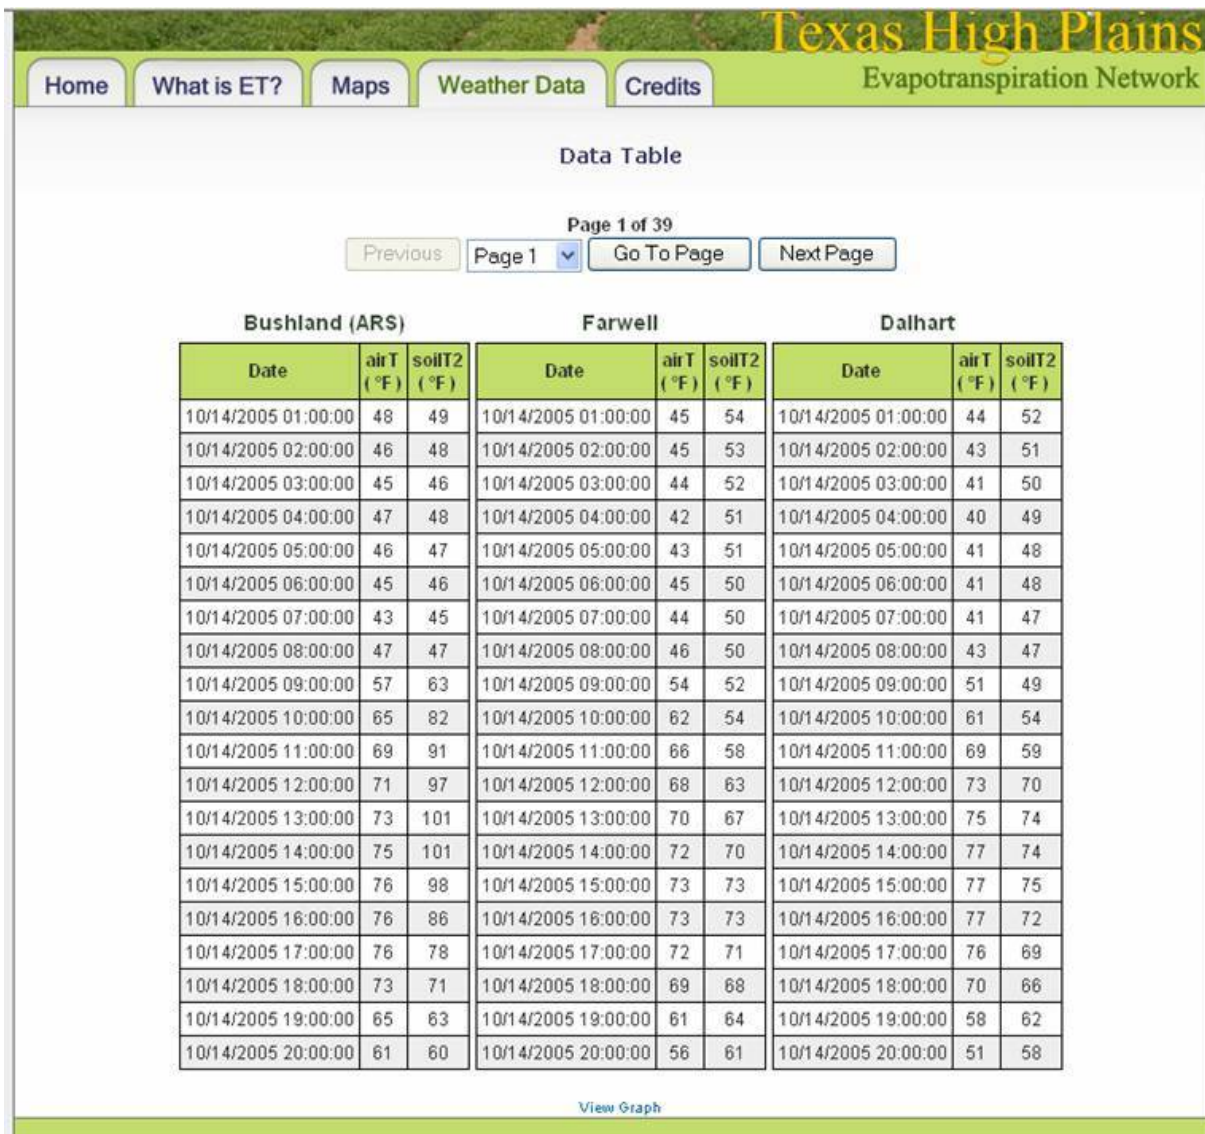 Texas High Plains
Evapotranspiration Network
Home What is ET? Maps Weather Data Credits
Data Table
Page 1 of 39
Previous Page 1 Go To Page Next Page
Bushland (ARS) Farwell Dalhart
Date airT (°F) soilT2 (°F) Date airT (°F) soilT2 (°F) Date airT (°F) soilT2 (°F)
10/14/2005 01:00:00 48 49 10/14/2005 01:00:00 45 54 10/14/2005 01:00:00 44 52
10/14/2005 02:00:00 46 48 10/14/2005 02:00:00 45 53 10/14/2005 02:00:00 43 51
10/14/2005 03:00:00 45 46 10/14/2005 03:00:00 44 52 10/14/2005 03:00:00 41 50
10/14/2005 04:00:00 47 48 10/14/2005 04:00:00 42 51 10/14/2005 04:00:00 40 49
10/14/2005 05:00:00 46 47 10/14/2005 05:00:00 43 51 10/14/2005 05:00:00 41 48
10/14/2005 06:00:00 45 46 10/14/2005 06:00:00 45 50 10/14/2005 06:00:00 41 48
10/14/2005 07:00:00 43 45 10/14/2005 07:00:00 44 50 10/14/2005 07:00:00 41 47
10/14/2005 08:00:00 47 47 10/14/2005 08:00:00 46 50 10/14/2005 08:00:00 43 47
10/14/2005 09:00:00 57 63 10/14/2005 09:00:00 54 52 10/14/2005 09:00:00 51 49
10/14/2005 10:00:00 65 82 10/14/2005 10:00:00 62 54 10/14/2005 10:00:00 61 54
10/14/2005 11:00:00 69 91 10/14/2005 11:00:00 66 58 10/14/2005 11:00:00 69 59
10/14/2005 12:00:00 71 97 10/14/2005 12:00:00 68 63 10/14/2005 12:00:00 73 70
10/14/2005 13:00:00 73 101 10/14/2005 13:00:00 70 67 10/14/2005 13:00:00 75 74
10/14/2005 14:00:00 75 101 10/14/2005 14:00:00 72 70 10/14/2005 14:00:00 77 74
10/14/2005 15:00:00 76 98 10/14/2005 15:00:00 73 73 10/14/2005 15:00:00 77 75
10/14/2005 16:00:00 76 86 10/14/2005 16:00:00 73 73 10/14/2005 16:00:00 77 72
10/14/2005 17:00:00 76 78 10/14/2005 17:00:00 72 71 10/14/2005 17:00:00 76 69
10/14/2005 18:00:00 73 71 10/14/2005 18:00:00 69 68 10/14/2005 18:00:00 70 66
10/14/2005 19:00:00 65 63 10/14/2005 19:00:00 61 64 10/14/2005 19:00:00 58 62
10/14/2005 20:00:00 61 60 10/14/2005 20:00:00 56 61 10/14/2005 20:00:00 51 58
View Graph